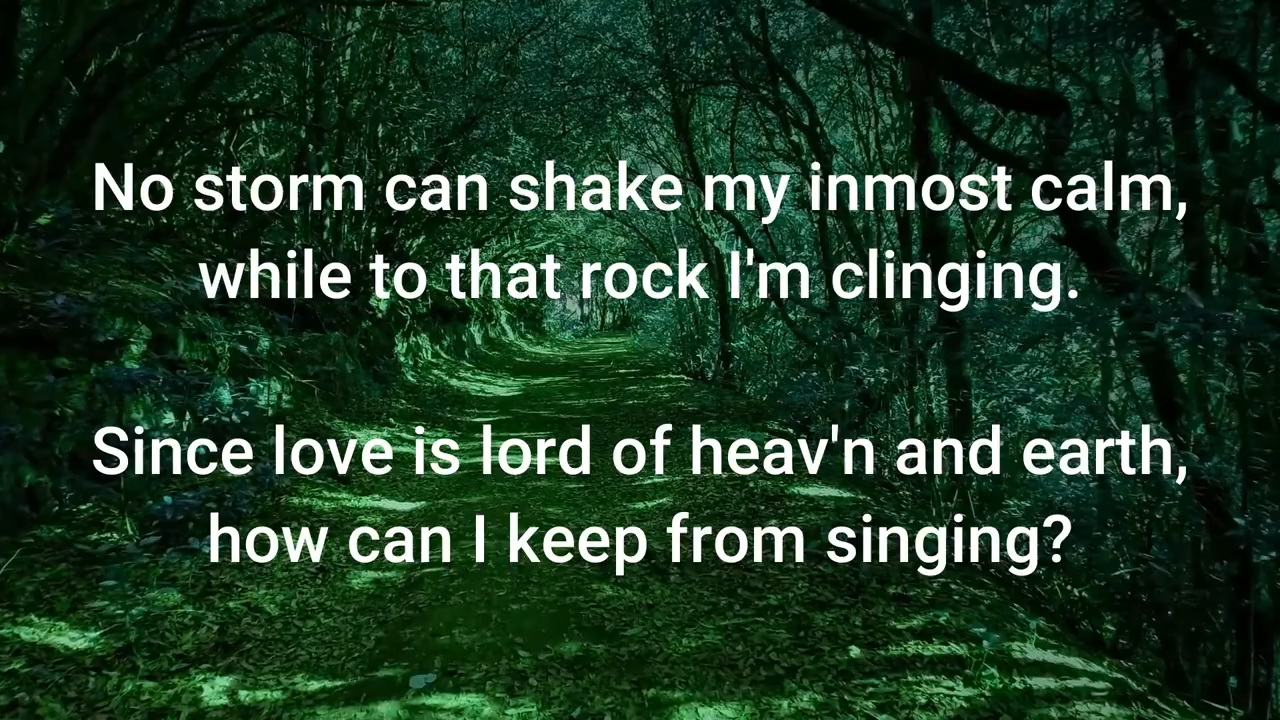 No storm can shake my inmost calm,
while to that rock I'm clinging.
Since love is lord of heav'n and earth,
how can I keep from singing?